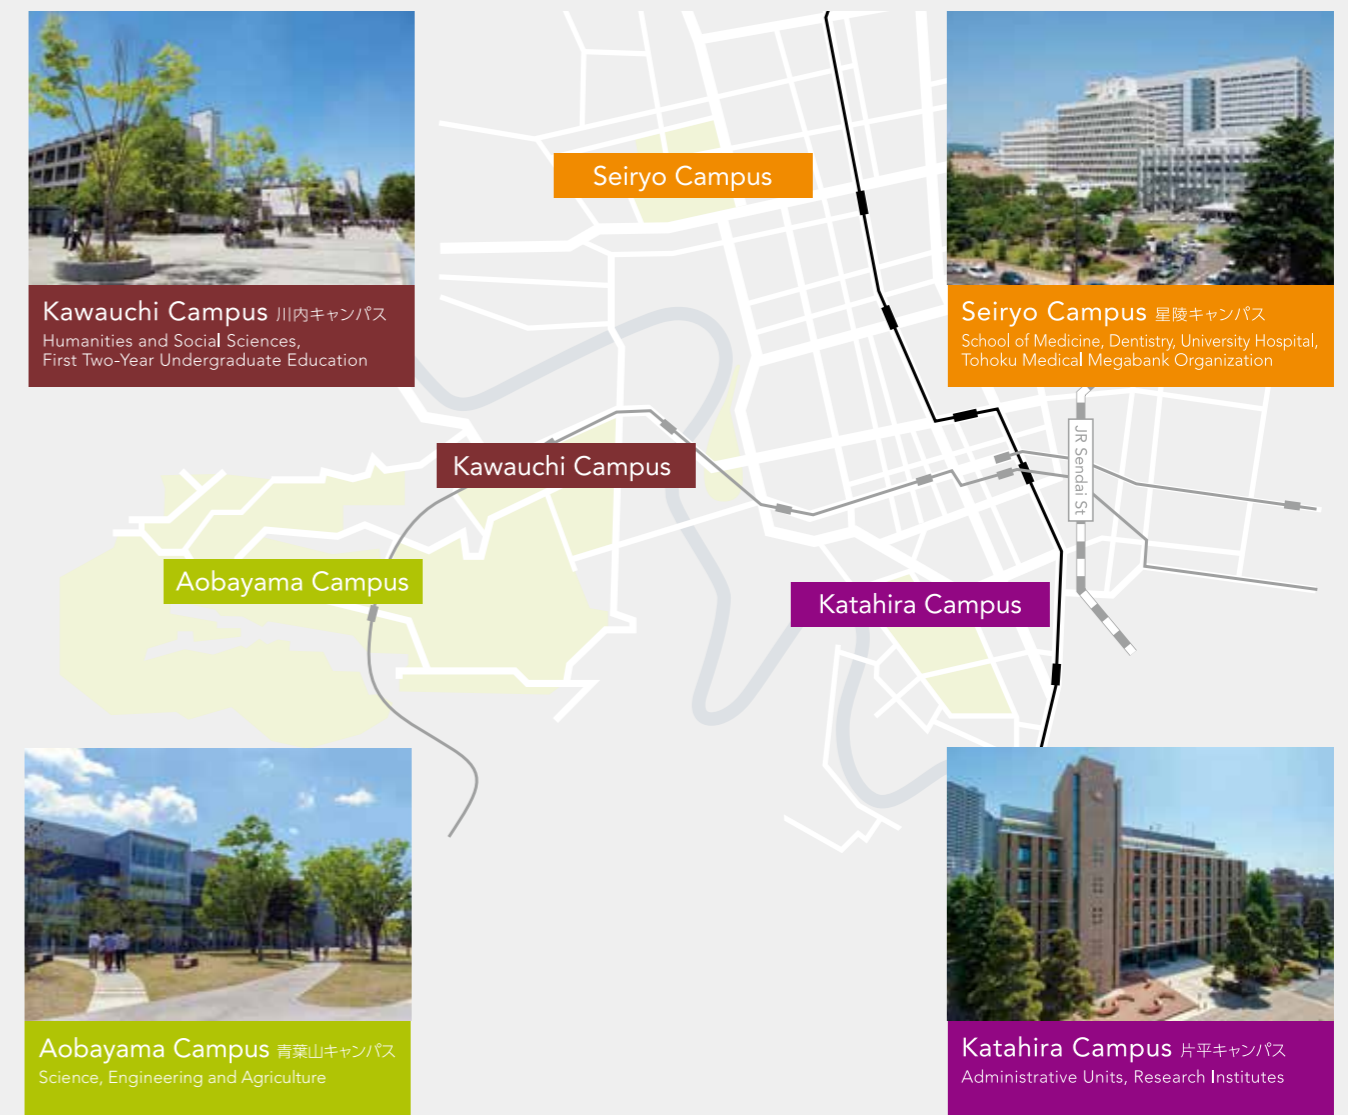 Kawauchi Campus 川内キャンパス
Humanities and Social Sciences,
First Two-Year Undergraduate Education
Seiryo Campus
Seiryo Campus 星陵キャンパス
School of Medicine, Dentistry, University Hospital,
Tohoku Medical Megabank Organization
JR Sendai St
Kawauchi Campus
Aobayama Campus
Katahira Campus
Aobayama Campus 青葉山キャンパス
Science, Engineering and Agriculture
Katahira Campus 片平キャンパス
Administrative Units, Research Institutes